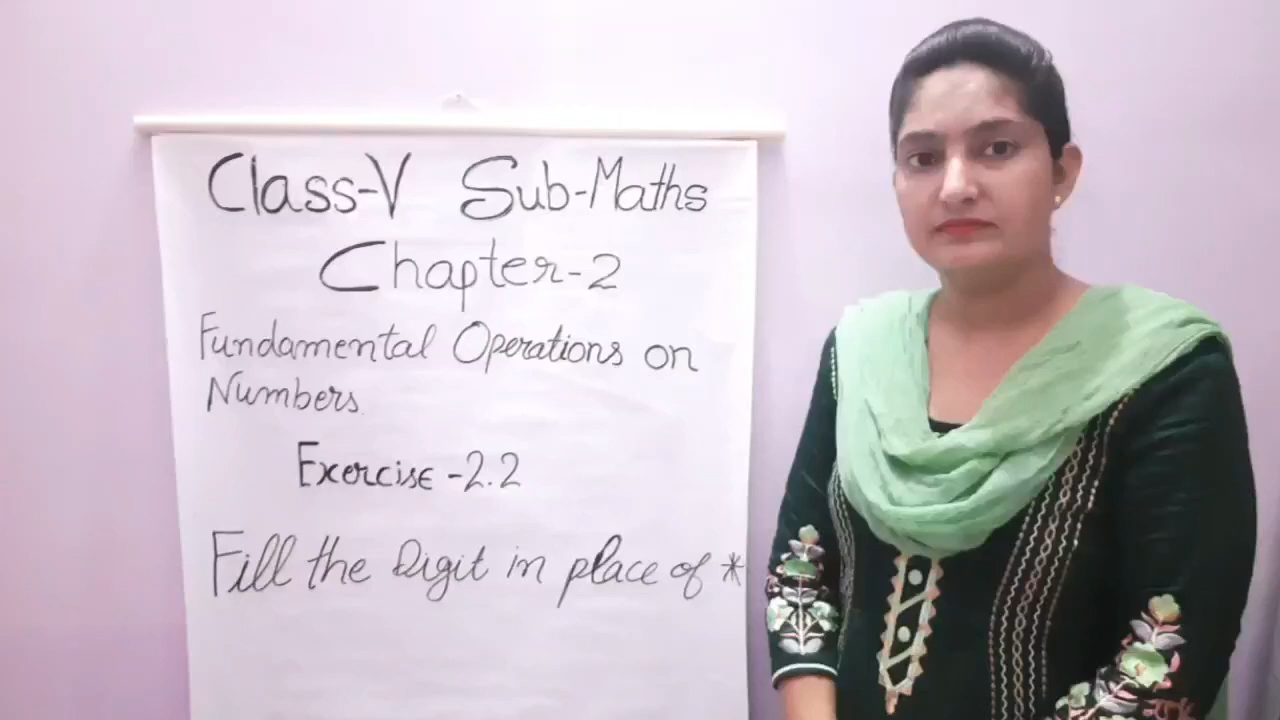 Class-V Sub-Maths
Chapter-2
Fundamental Operations on
Numbers.
Exercise-2.2
Fill the Digit in place of *